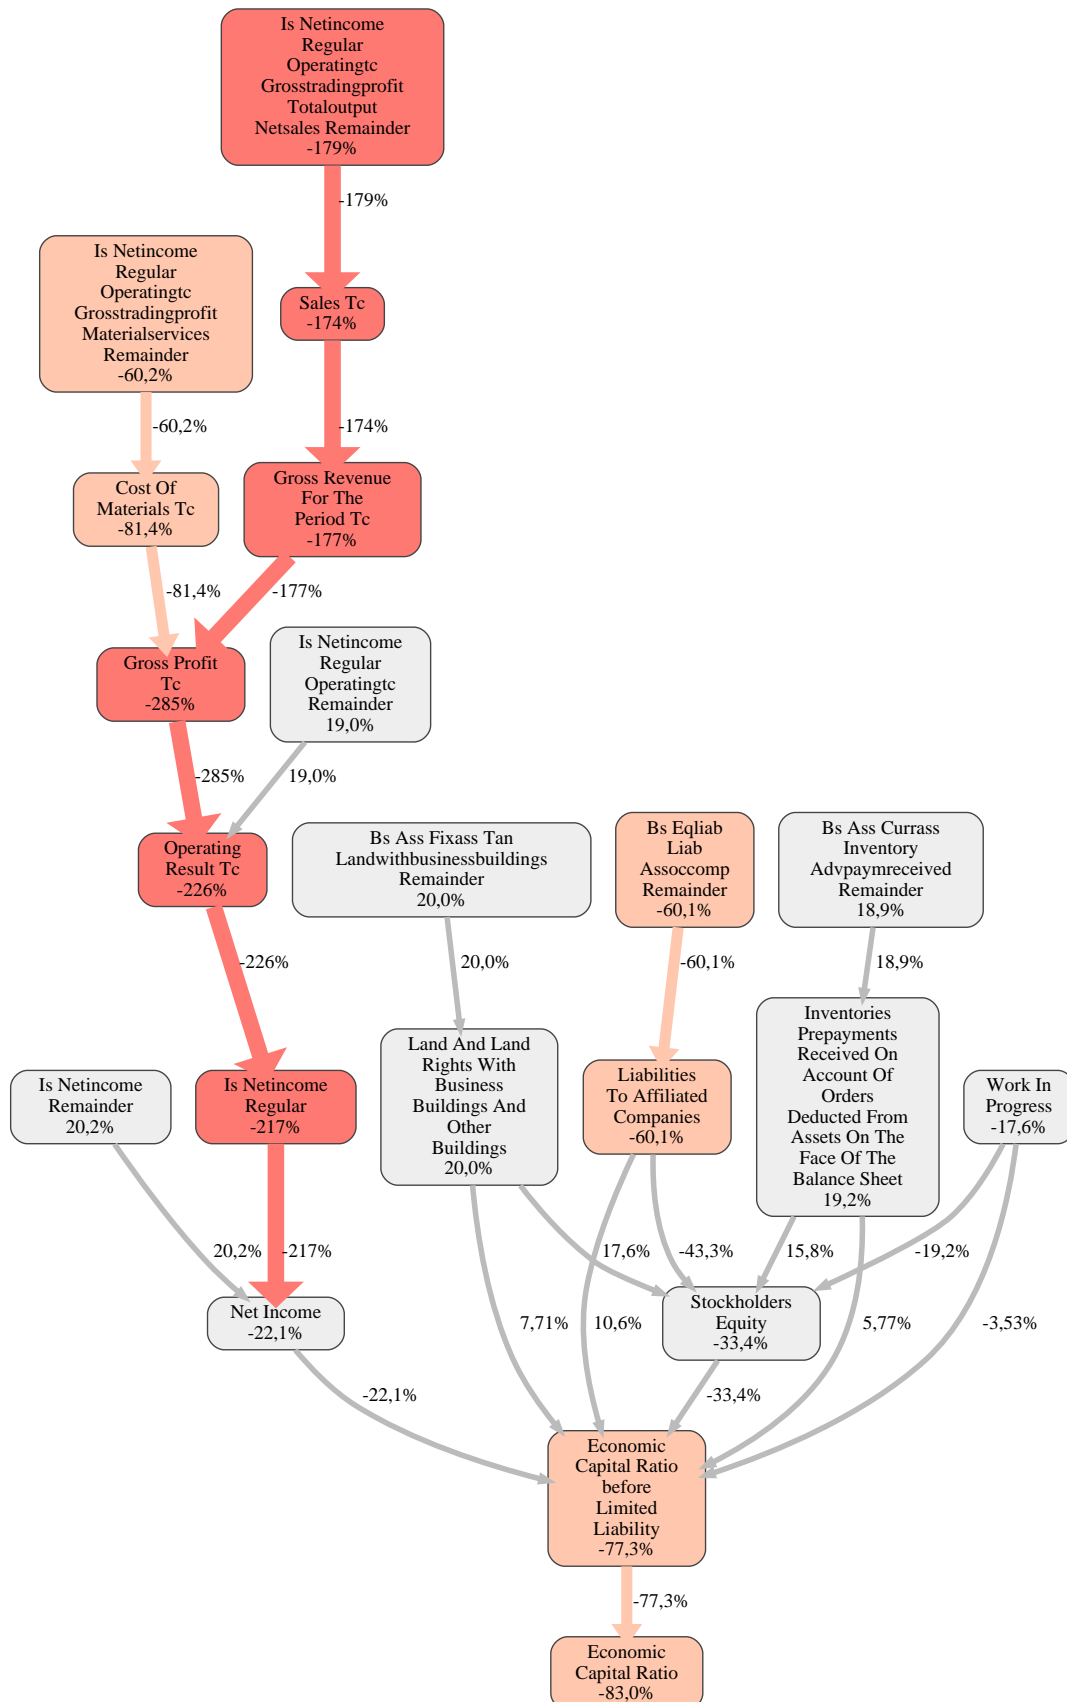 Is Netincome
Regular
Operatingtc
Grosstradingprofit
Totaloutput
Netsales Remainder
-179%
-179%
Is Netincome
Regular
Operatingtc
Grosstradingprofit
Materialservices
Remainder
-60,2%
Sales Tc
-174%
-60,2%
-174%
Cost Of
Materials Tc
-81,4%
Gross Revenue
For The
Period Tc
-177%
-81,4%
-177%
Gross Profit
Tc
-285%
Is Netincome
Regular
Operatingtc
Remainder
19,0%
-285%
19,0%
Operating
Result Tc
-226%
Bs Ass Fixass Tan
Landwithbusinessbuildings
Remainder
20,0%
Bs Eqliab
Liab
Assoccomp
Remainder
-60,1%
Bs Ass Currass
Inventory
Advpaymreceived
Remainder
18,9%
-226%
20,0%
-60,1%
18,9%
Is Netincome
Remainder
20,2%
Is Netincome
Regular
-217%
Land And Land
Rights With
Business
Buildings And
Other
Buildings
20,0%
Liabilities
To Affiliated
Companies
-60,1%
Inventories
Prepayments
Received On
Account Of
Orders
Deducted From
Assets On The
Face Of The
Balance Sheet
19,2%
Work In
Progress
-17,6%
20,2%
-217%
17,6%
-43,3%
15,8%
-19,2%
Net Income
-22,1%
7,71%
10,6%
Stockholders
Equity
-33,4%
5,77%
-3,53%
-22,1%
-33,4%
Economic
Capital Ratio
before
Limited
Liability
-77,3%
-77,3%
Economic
Capital Ratio
-83,0%